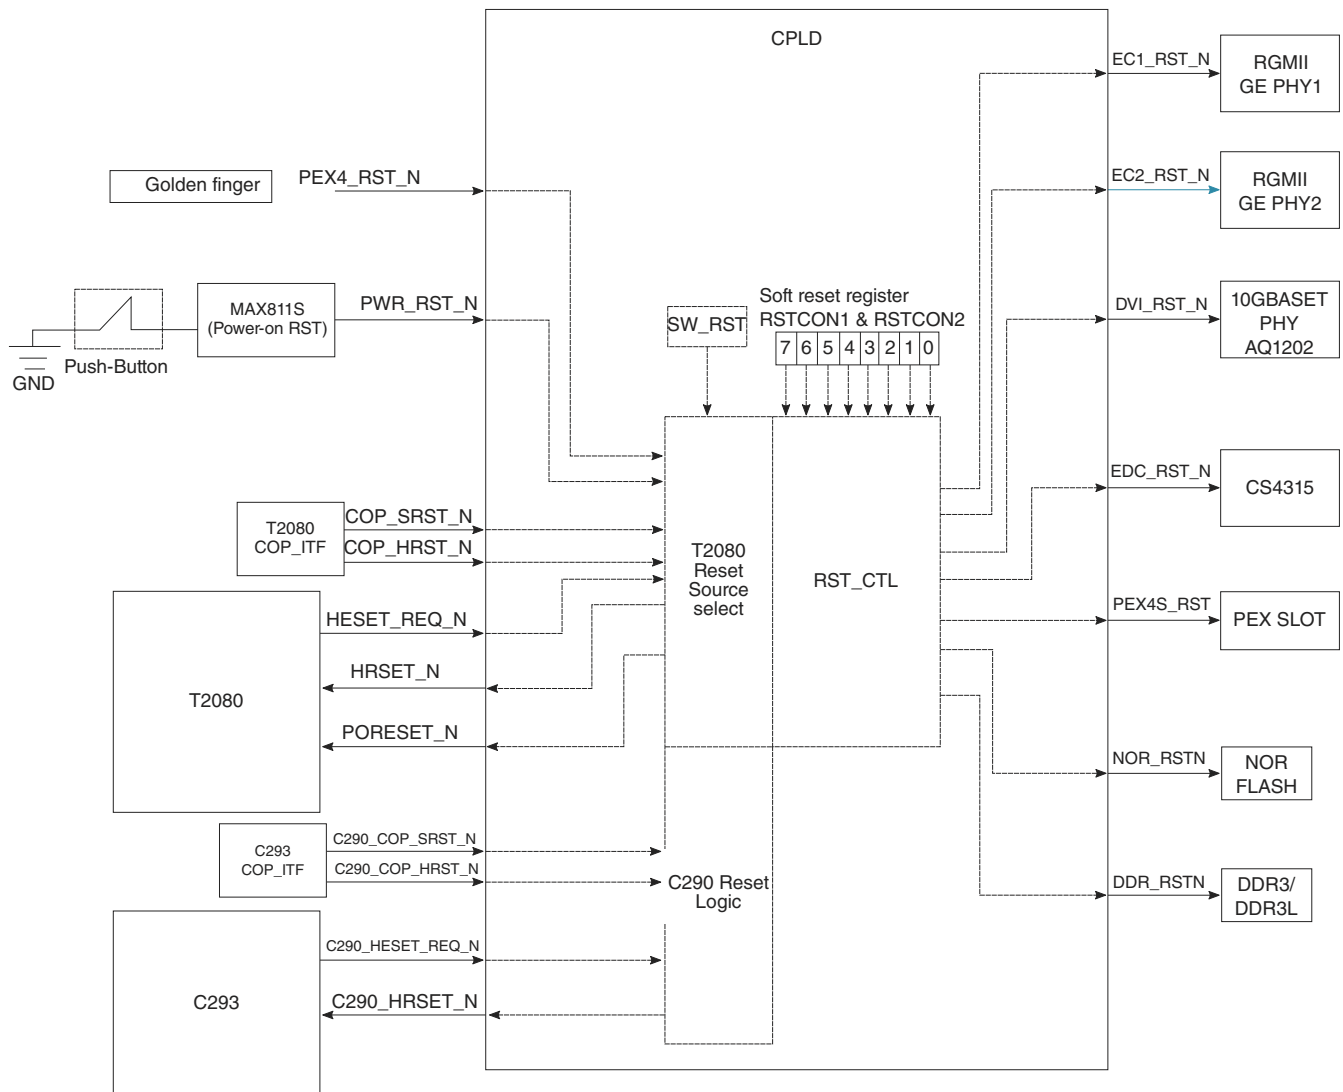 CPLD
EC1_RST_N
RGMII
GE PHY1
Golden finger
PEX4_RST_N
EC2_RST_N
RGMII
GE PHY2
Push-Button
GND
MAX811S
(Power-on RST)
PWR_RST_N
SW_RST
Soft reset register
RSTCON1 & RSTCON2
7 6 5 4 3 2 1 0
DVI_RST_N
10GBASET
PHY
AQ1202
T2080
COP_ITF
COP_SRST_N
COP_HRST_N
T2080
Reset
Source
select
RST_CTL
EDC_RST_N
CS4315
T2080
HESET_REQ_N
HRSET_N
PORESET_N
PEX4S_RST
PEX SLOT
NOR_RSTN
NOR
FLASH
C293
COP_ITF
C290_COP_SRST_N
C290_COP_HRST_N
C290 Reset
Logic
DDR_RSTN
DDR3/
DDR3L
C293
C290_HESET_REQ_N
C290_HRSET_N